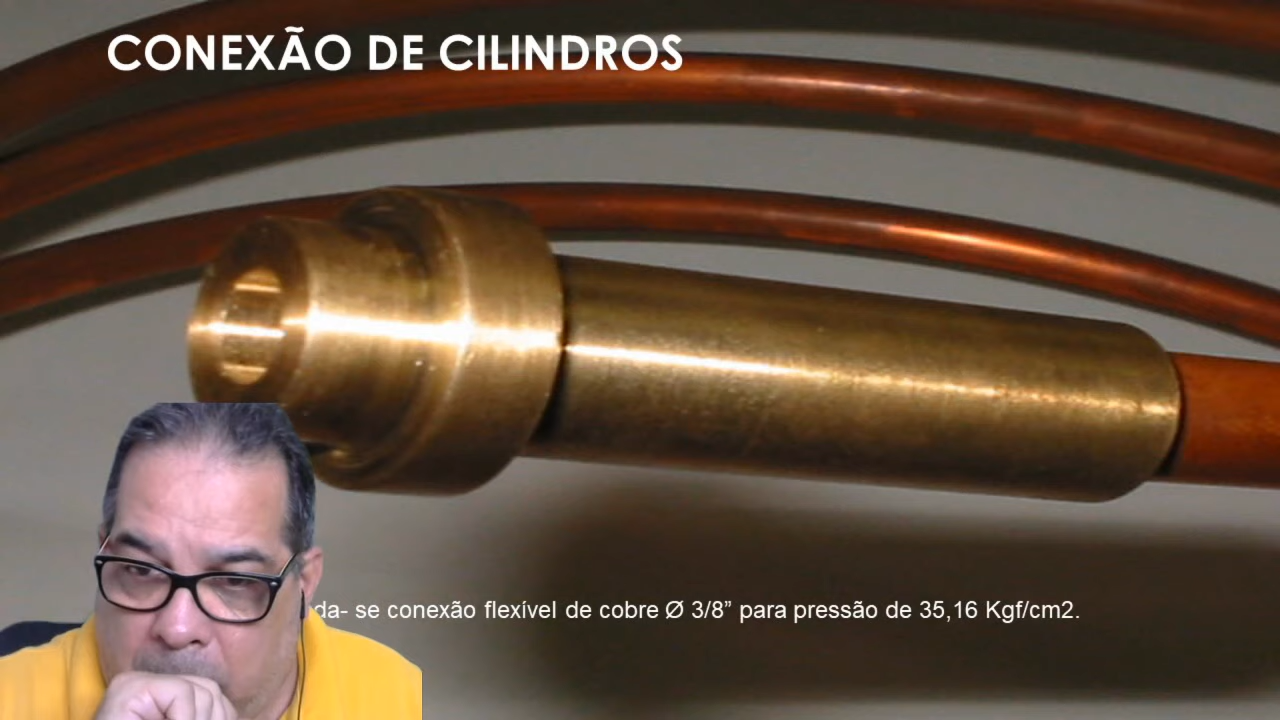 CONEXÃO DE CILINDROS
da- se conexão flexível de cobre Ø 3/8” para pressão de 35,16 Kgf/cm2.